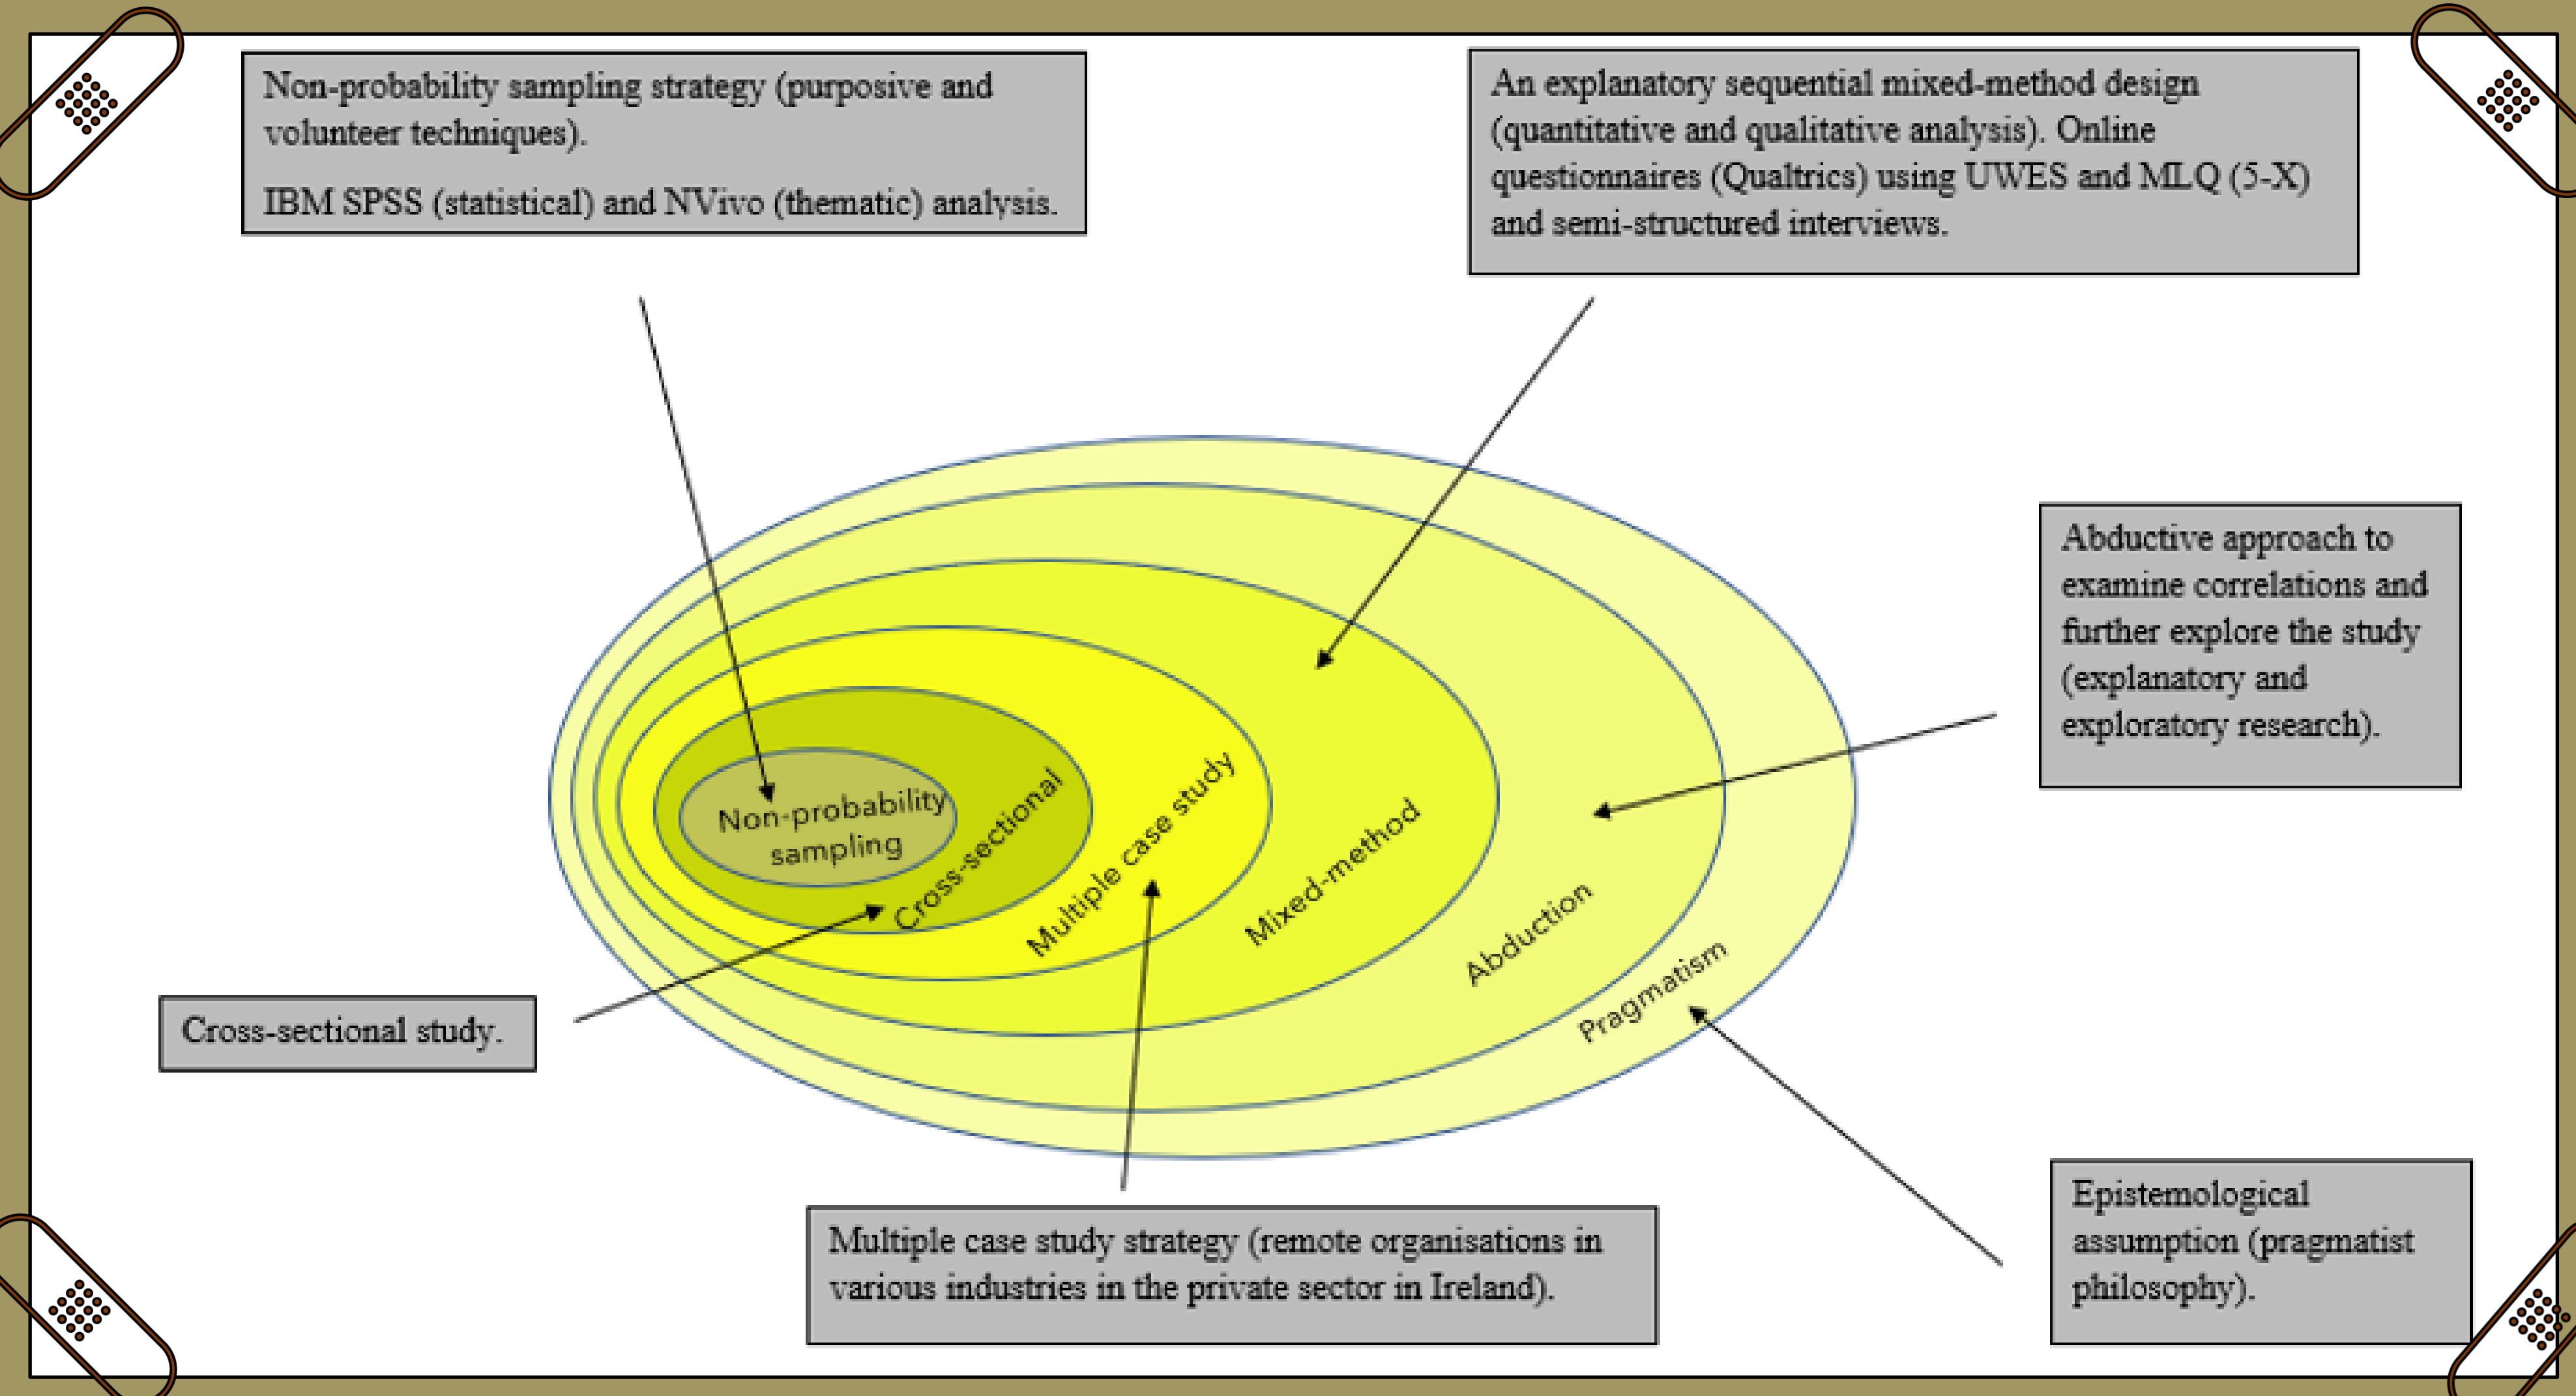 Non-probability sampling strategy (purposive and
volunteer techniques).
IBM SPSS (statistical) and NVivo (thematic) analysis.
An explanatory sequential mixed-method design
(quantitative and qualitative analysis). Online
questionnaires (Qualtrics) using UWES and MLQ (5-X)
and semi-structured interviews.
Abductive approach to
examine correlations and
further explore the study
(explanatory and
exploratory research).
Non-probability
sampling
Cross-sectional
Multiple case study
Mixed-method
Abduction
Pragmatism
Cross-sectional study.
Multiple case study strategy (remote organisations in
various industries in the private sector in Ireland).
Epistemological
assumption (pragmatist
philosophy).